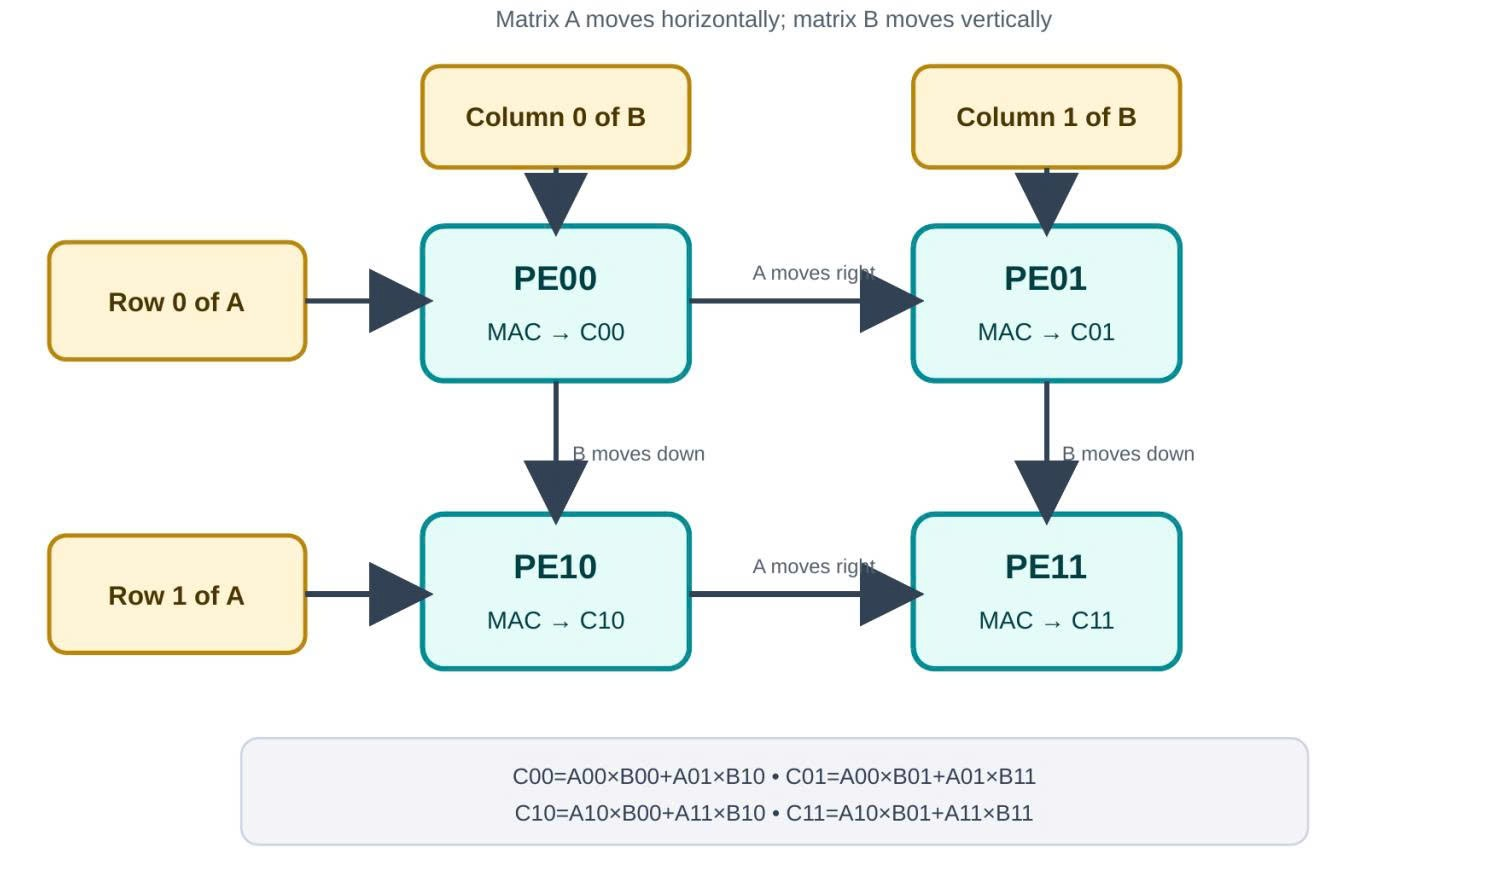 Matrix A moves horizontally; matrix B moves vertically
Column 0 of B
Column 1 of B
Row 0 of A
PE00
MAC → C00
A moves right
PE01
MAC → C01
B moves down
B moves down
Row 1 of A
PE10
MAC → C10
A moves right
PE11
MAC → C11
C00=A00×B00+A01×B10 • C01=A00×B01+A01×B11
C10=A10×B00+A11×B10 • C11=A10×B01+A11×B11